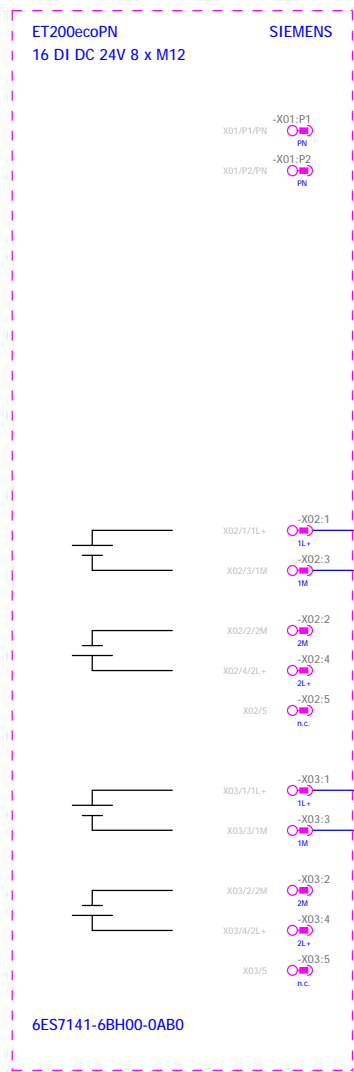 ET200ecoPN SIEMENS
16 DI DC 24V 8 x M12
-X01:P1
X01/P1/PN
PN
-X01:P2
X01/P2/PN
PN
-X02:1
X02/1/1L+
1L+
-X02:3
X02/3/1M
1M
-X02:2
X02/2/2M
2M
-X02:4
X02/4/2L+
2L+
-X02:5
X02/5
n.c.
-X03:1
X03/1/1L+
1L+
-X03:3
X03/3/1M
1M
-X03:2
X03/2/2M
2M
-X03:4
X03/4/2L+
2L+
-X03:5
X03/5
n.c.
6ES7141-6BH00-0AB0